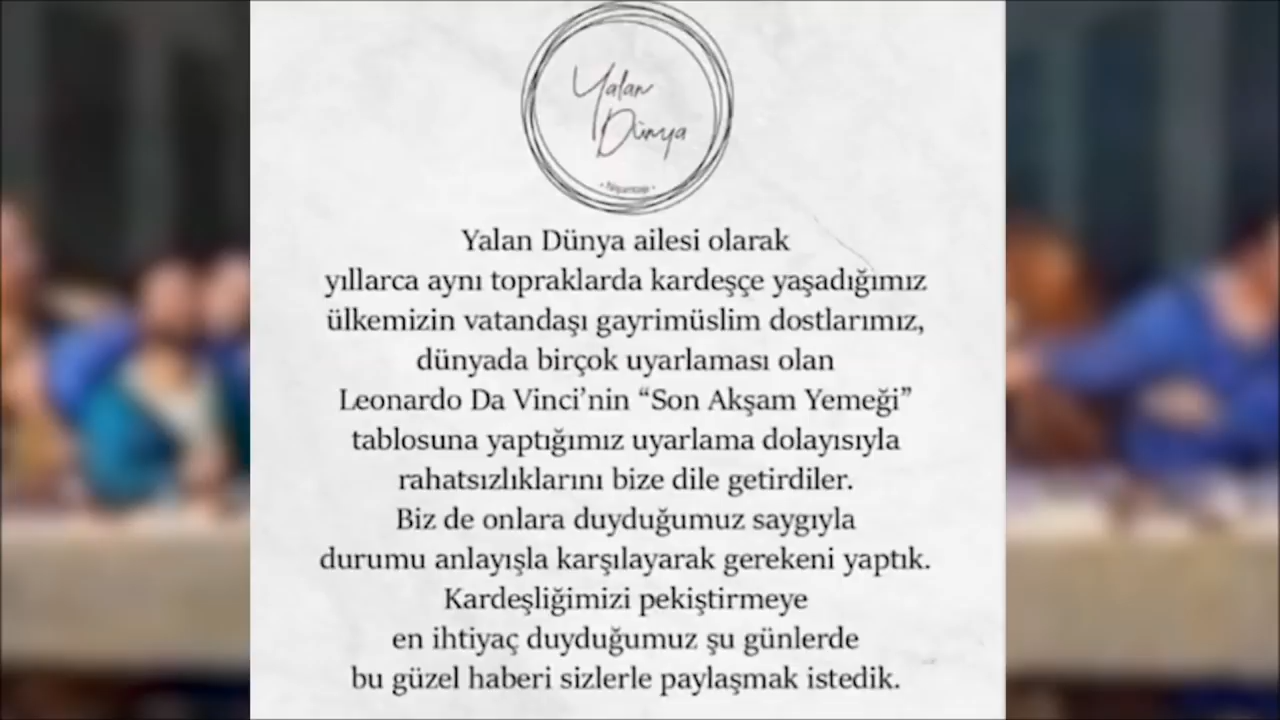 Yalan
Dünya
Yalan Dünya ailesi olarak
yıllarca aynı topraklarda kardeşçe yaşadığımız
ülkemizin vatandaşı gayrimüslim dostlarımız,
dünyada birçok uyarlaması olan
Leonardo Da Vinci’nin “Son Akşam Yemeği”
tablosuna yaptığımız uyarlama dolayısıyla
rahatsızlıklarını bize dile getirdiler.
Biz de onlara duyduğumuz saygıyla
durumu anlayışla karşılayarak gerekeni yaptık.
Kardeşliğimizi pekiştirmeye
en ihtiyaç duyduğumuz şu günlerde
bu güzel haberi sizlerle paylaşmak istedik.